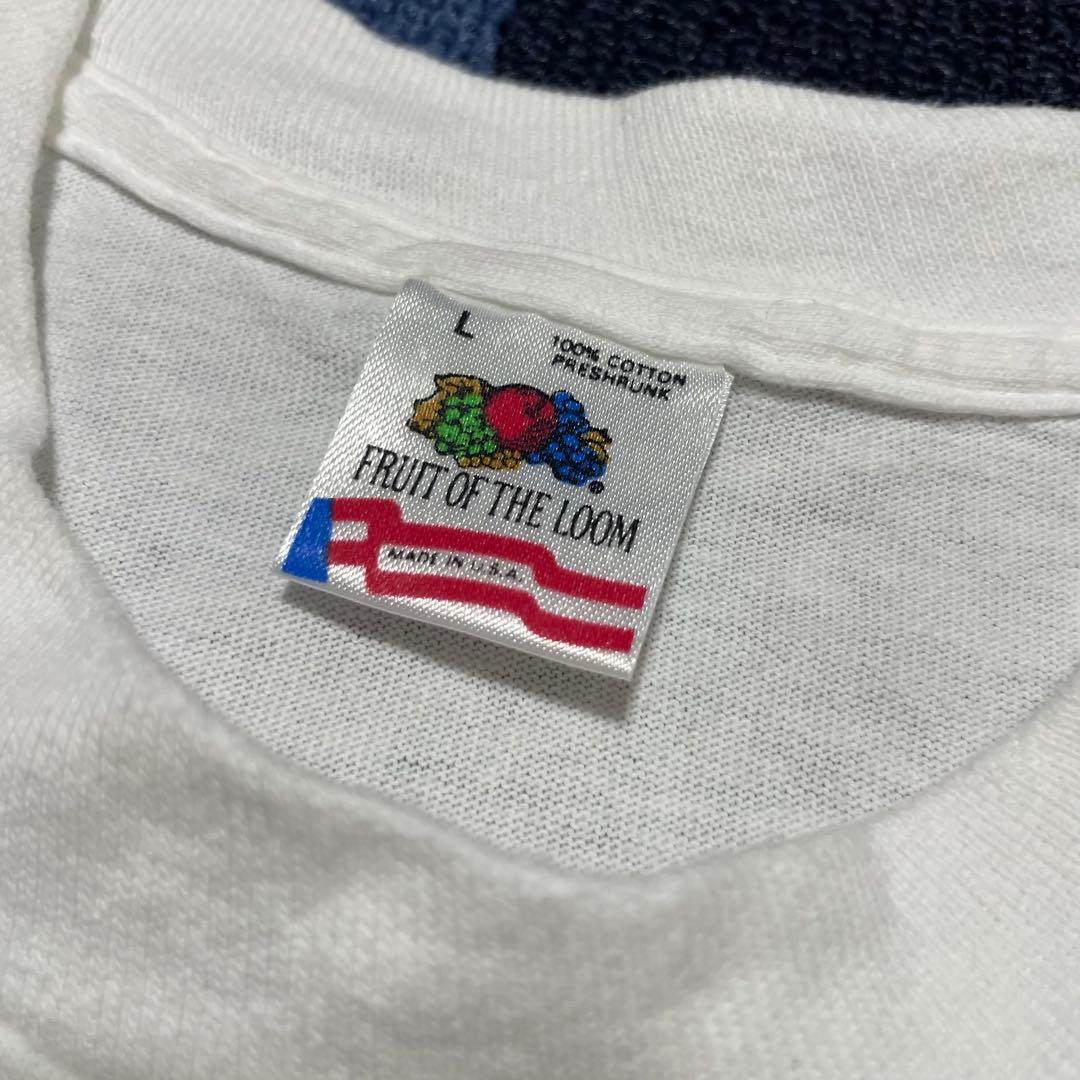 L
100% COTTON
PRESHRUNK
®
FRUIT OF THE LOOM
MADE IN U.S.A.